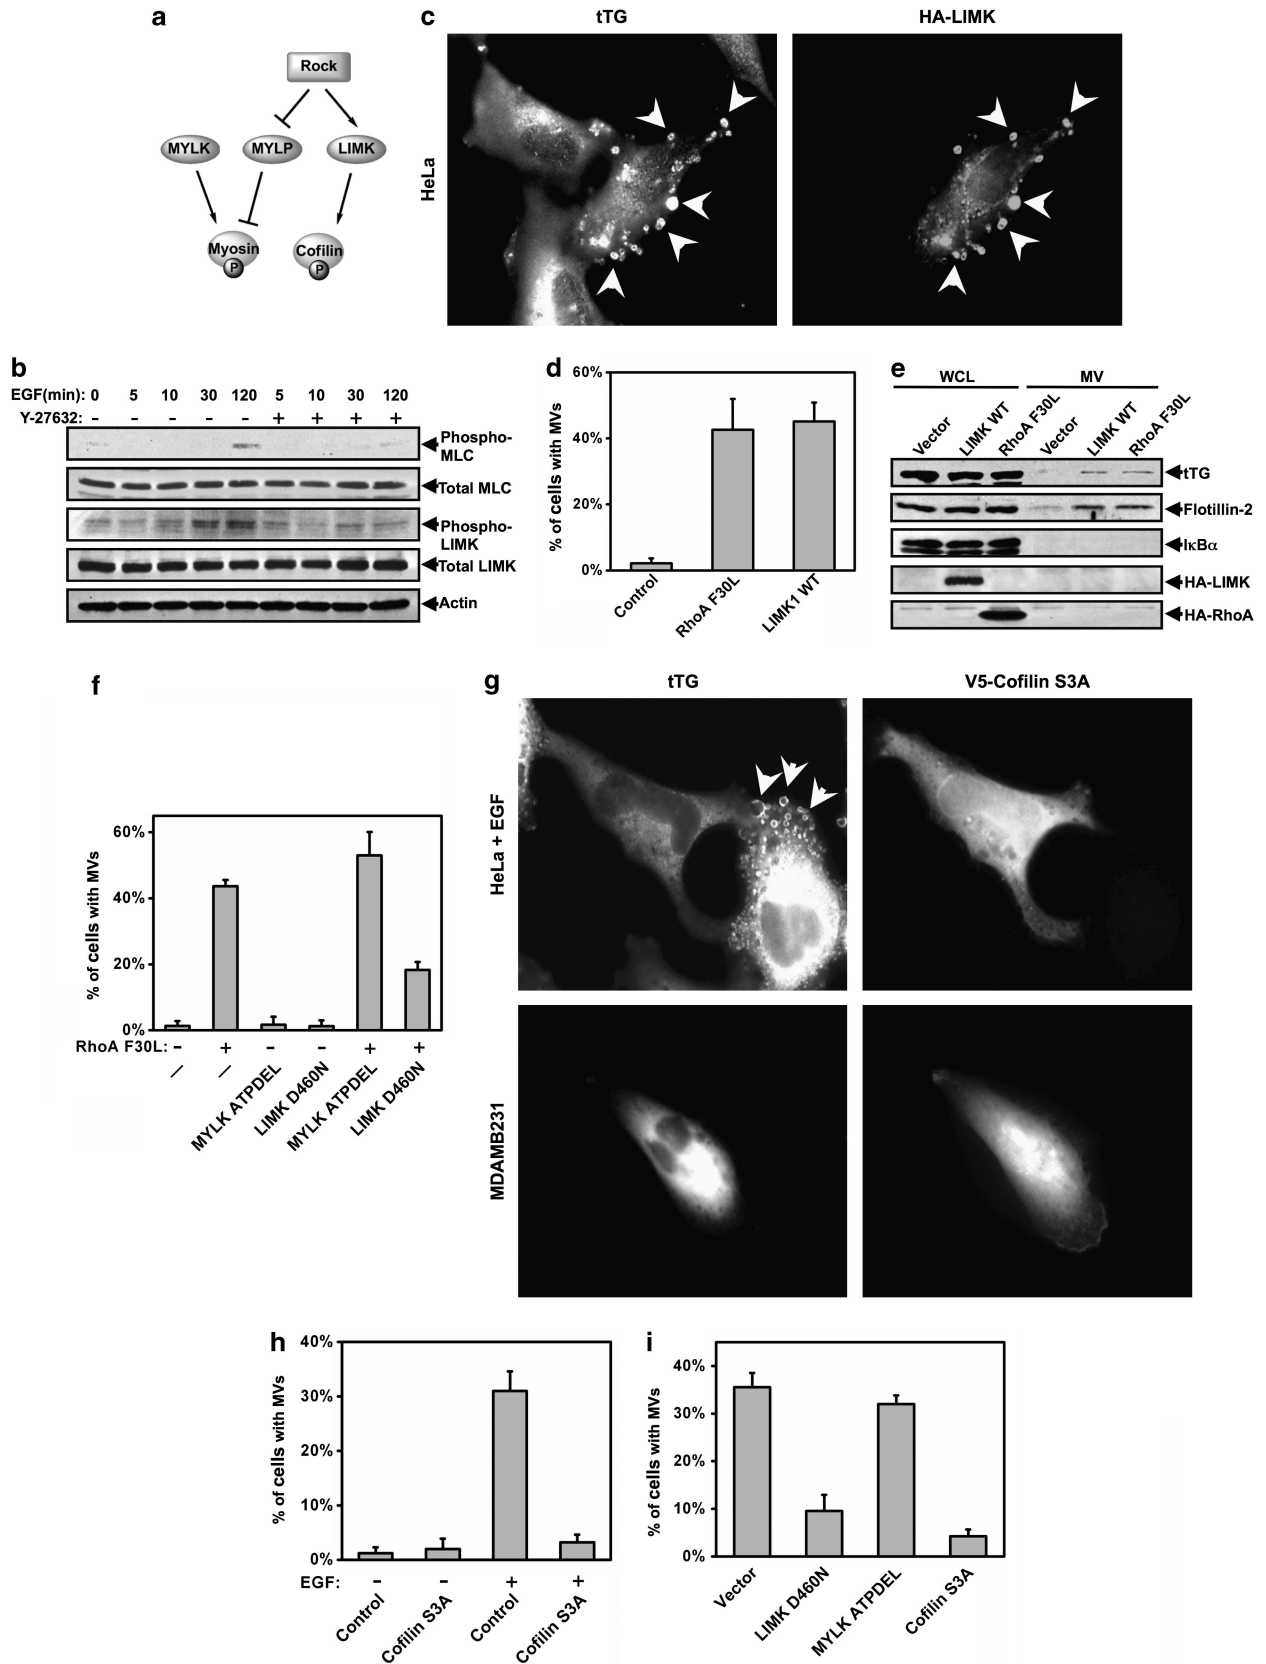 a
Rock
MYLK
MYLP
LIMK
Myosin
P
Cofilin
P
c
tTG
HA-LIMK
HeLa
b
EGF(min): 0 5 10 30 120 5 10 30 120
Y-27632: - - - - - + + + +
Phospho-
MLC
Total MLC
Phospho-
LIMK
Total LIMK
Actin
d
% of cells with MVs
60%
40%
20%
0%
Control
RhoA F30L
LIMK1 WT
e
WCL
MV
Vector
LIMK WT
RhoA F30L
Vector
LIMK WT
RhoA F30L
tTG
Flotillin-2
IκBα
HA-LIMK
HA-RhoA
f
% of cells with MVs
60%
40%
20%
0%
RhoA F30L: - + - - + +
—
—
MYLK ATPDEL
LIMK D460N
MYLK ATPDEL
LIMK D460N
g
tTG
V5-Cofilin S3A
HeLa + EGF
MDAMB231
h
% of cells with MVs
40%
30%
20%
10%
0%
EGF: - - + +
Control
Cofilin S3A
Control
Cofilin S3A
i
% of cells with MVs
40%
30%
20%
10%
0%
Vector
LIMK D460N
MYLK ATPDEL
Cofilin S3A